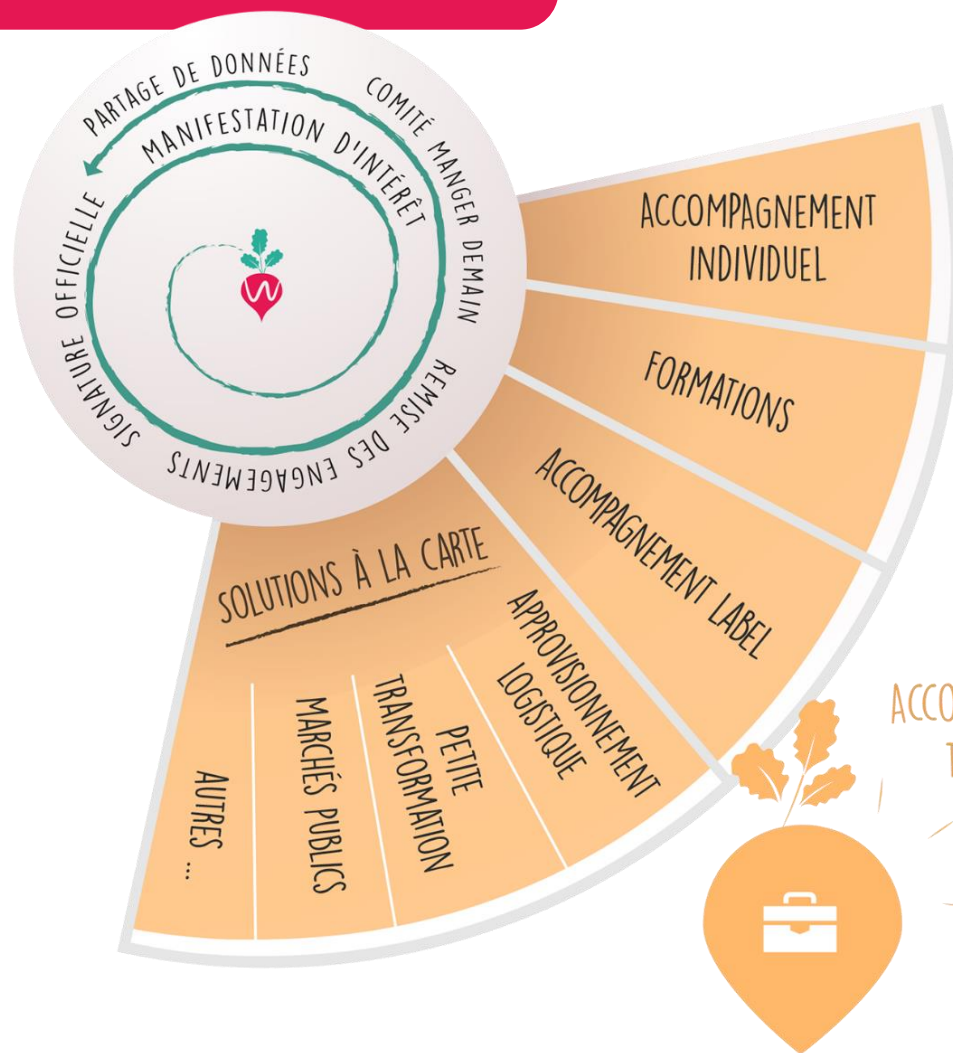 PARTAGE DE DONNÉES
COMITÉ MANGER DEMAIN
MANIFESTATION D'INTÉRÊT
SIGNATURE OFFICIELLE
REMISE DES ENGAGEMENTS
ACCOMPAGNEMENT
INDIVIDUEL
FORMATIONS
ACCOMPAGNEMENT LABEL
SOLUTIONS À LA CARTE
APPROVISIONNEMENT
LOGISTIQUE
PETITE
TRANSFORMATION
MARCHÉS PUBLICS
AUTRES ...